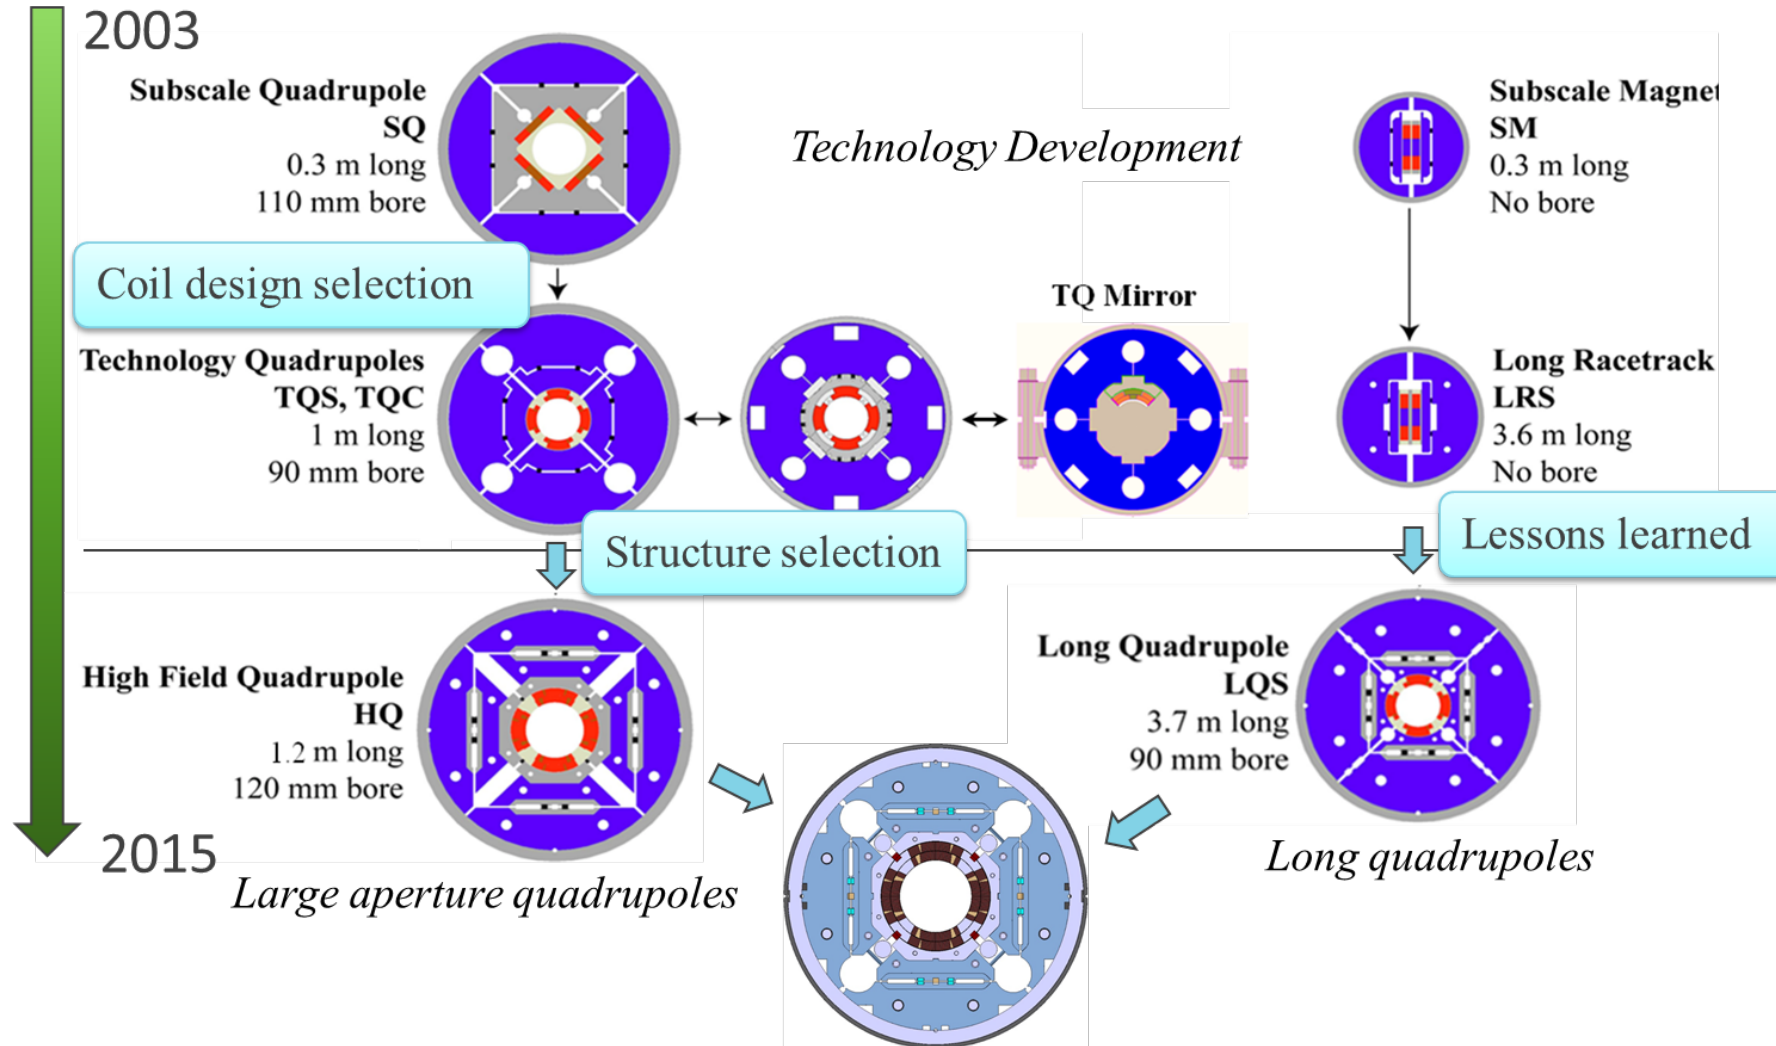 2003
Subscale Quadrupole
SQ
0.3 m long
110 mm bore
Technology Development
Subscale Magnet
SM
0.3 m long
No bore
Coil design selection
TQ Mirror
Technology Quadrupoles
TQS, TQC
1 m long
90 mm bore
Long Racetrack
LRS
3.6 m long
No bore
Structure selection
Lessons learned
High Field Quadrupole
HQ
1.2 m long
120 mm bore
Long Quadrupole
LQS
3.7 m long
90 mm bore
2015
Large aperture quadrupoles
Long quadrupoles